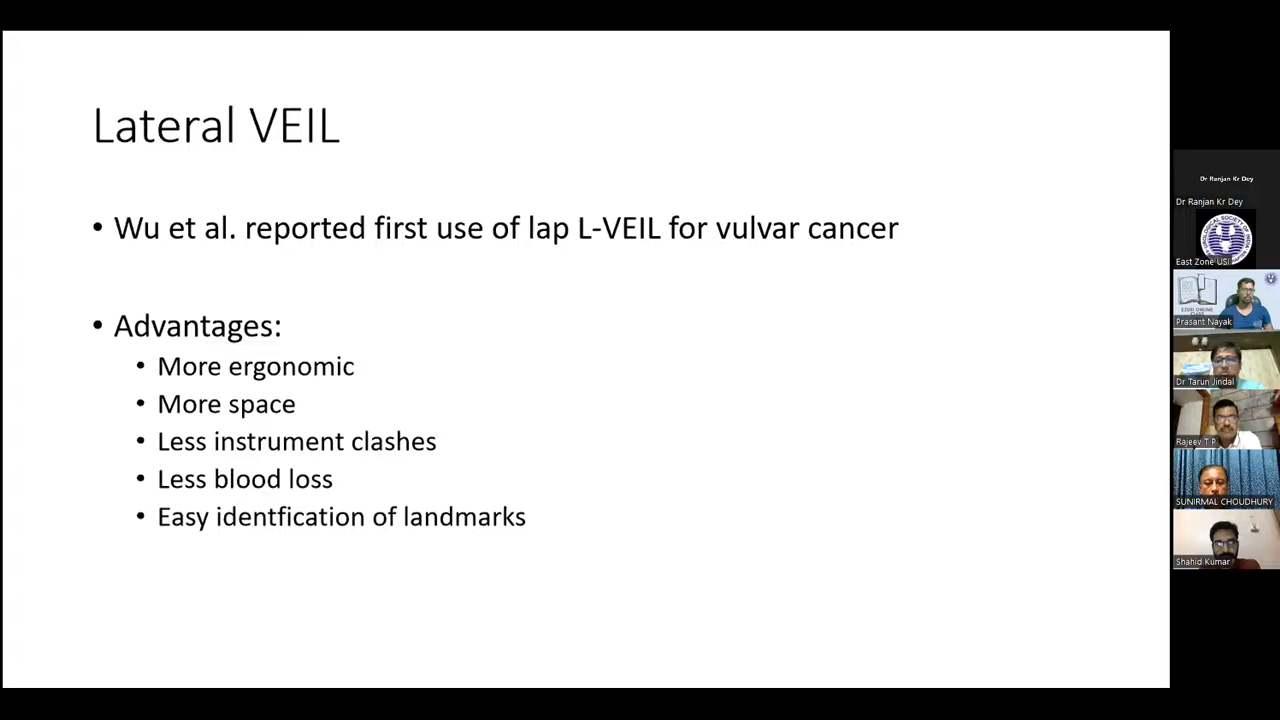 Lateral VEIL
• Wu et al. reported first use of lap L-VEIL for vulvar cancer
• Advantages:
• More ergonomic
• More space
• Less instrument clashes
• Less blood loss
• Easy identfication of landmarks
Dr Ranjan Kr Dey
Dr Ranjan Kr Dey
East Zone USI
Prasant Nayak
Dr Tarun Jindal
Rajeev T P
SUNIRMAL CHOUDHURY
Shahid Kumar